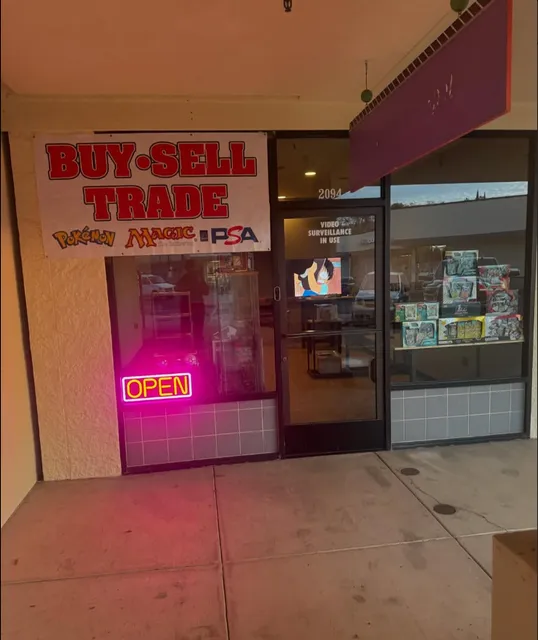 BUY•SELL
TRADE
POKéMON MAGIC PSA
2094
VIDEO
SURVEILLANCE
IN USE
OPEN